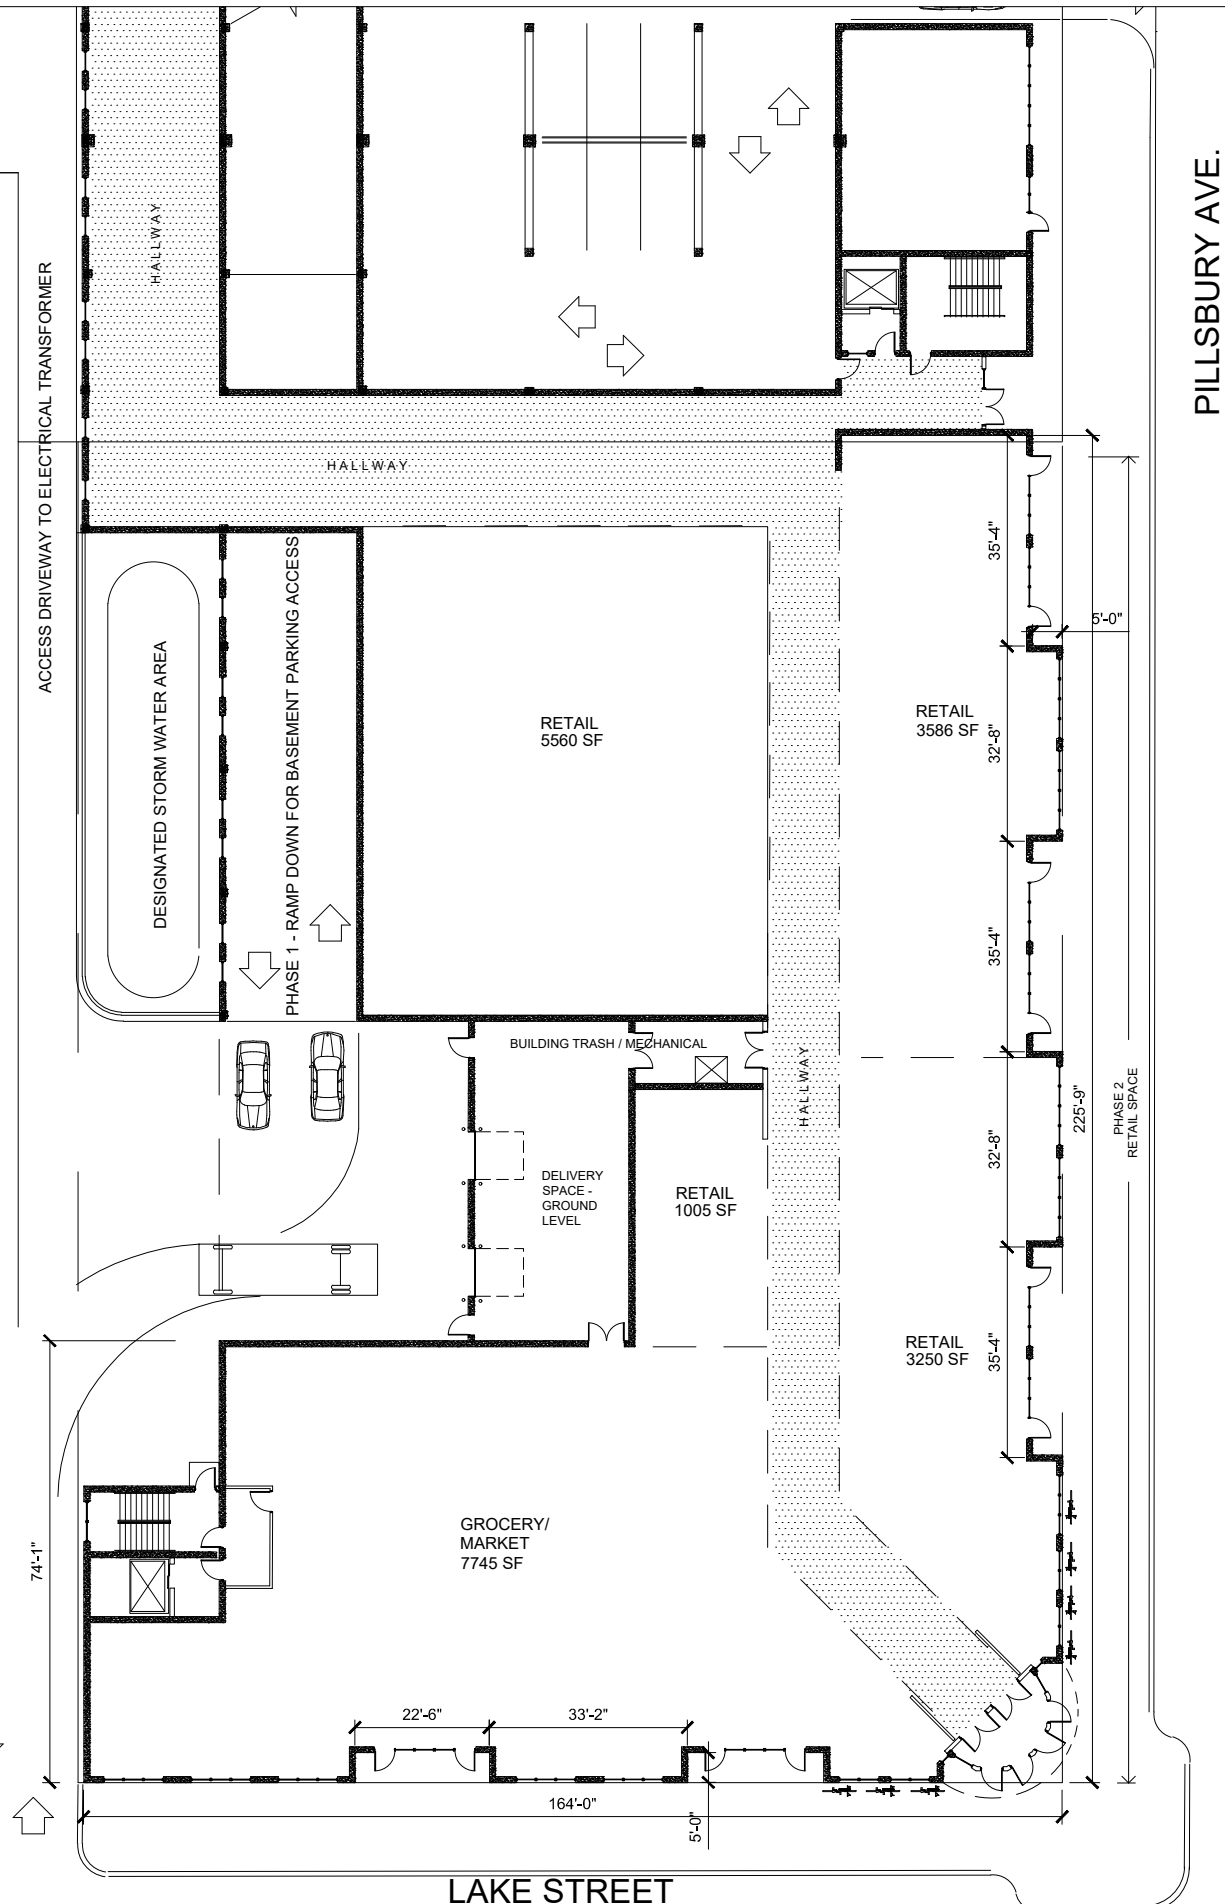 PILLSBURY AVE.
HALLWAY
ACCESS DRIVEWAY TO ELECTRICAL TRANSFORMER
HALLWAY
35'-4"
5'-0"
DESIGNATED STORM WATER AREA
PHASE 1 - RAMP DOWN FOR BASEMENT PARKING ACCESS
RETAIL
5560 SF
RETAIL
3586 SF
32'-8"
35'-4"
BUILDING TRASH / MECHANICAL
HALLWAY
225'-9"
PHASE 2
RETAIL SPACE
32'-8"
DELIVERY
SPACE -
GROUND
LEVEL
RETAIL
1005 SF
RETAIL
3250 SF
35'-4"
74'-1"
GROCERY/
MARKET
7745 SF
22'-6"
33'-2"
164'-0"
5'-0"
LAKE STREET